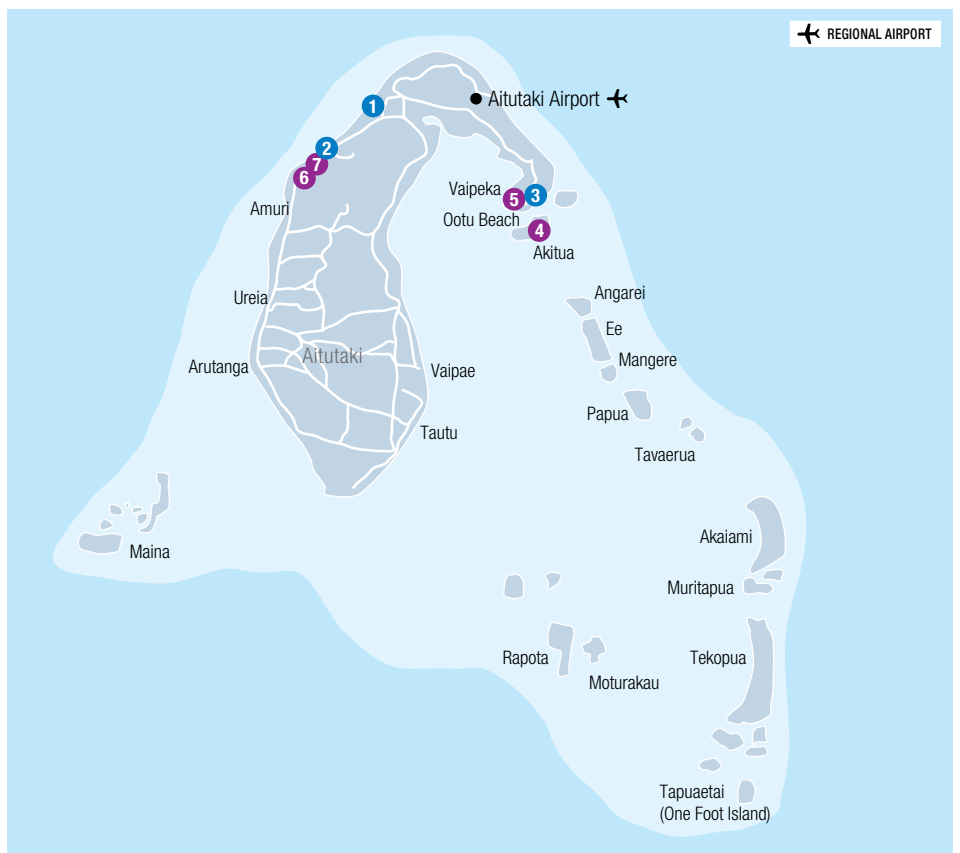 REGIONAL AIRPORT
Aitutaki Airport
1
2
7
6
Amuri
Vaipeka
5
3
Ootu Beach
4
Akitua
Angarei
Ureia
Ee
Aitutaki
Mangere
Arutanga
Vaipae
Papua
Tautu
Tavaerua
Akaiami
Maina
Muritapua
Rapota
Tekopua
Moturakau
Tapuaetai
(One Foot Island)